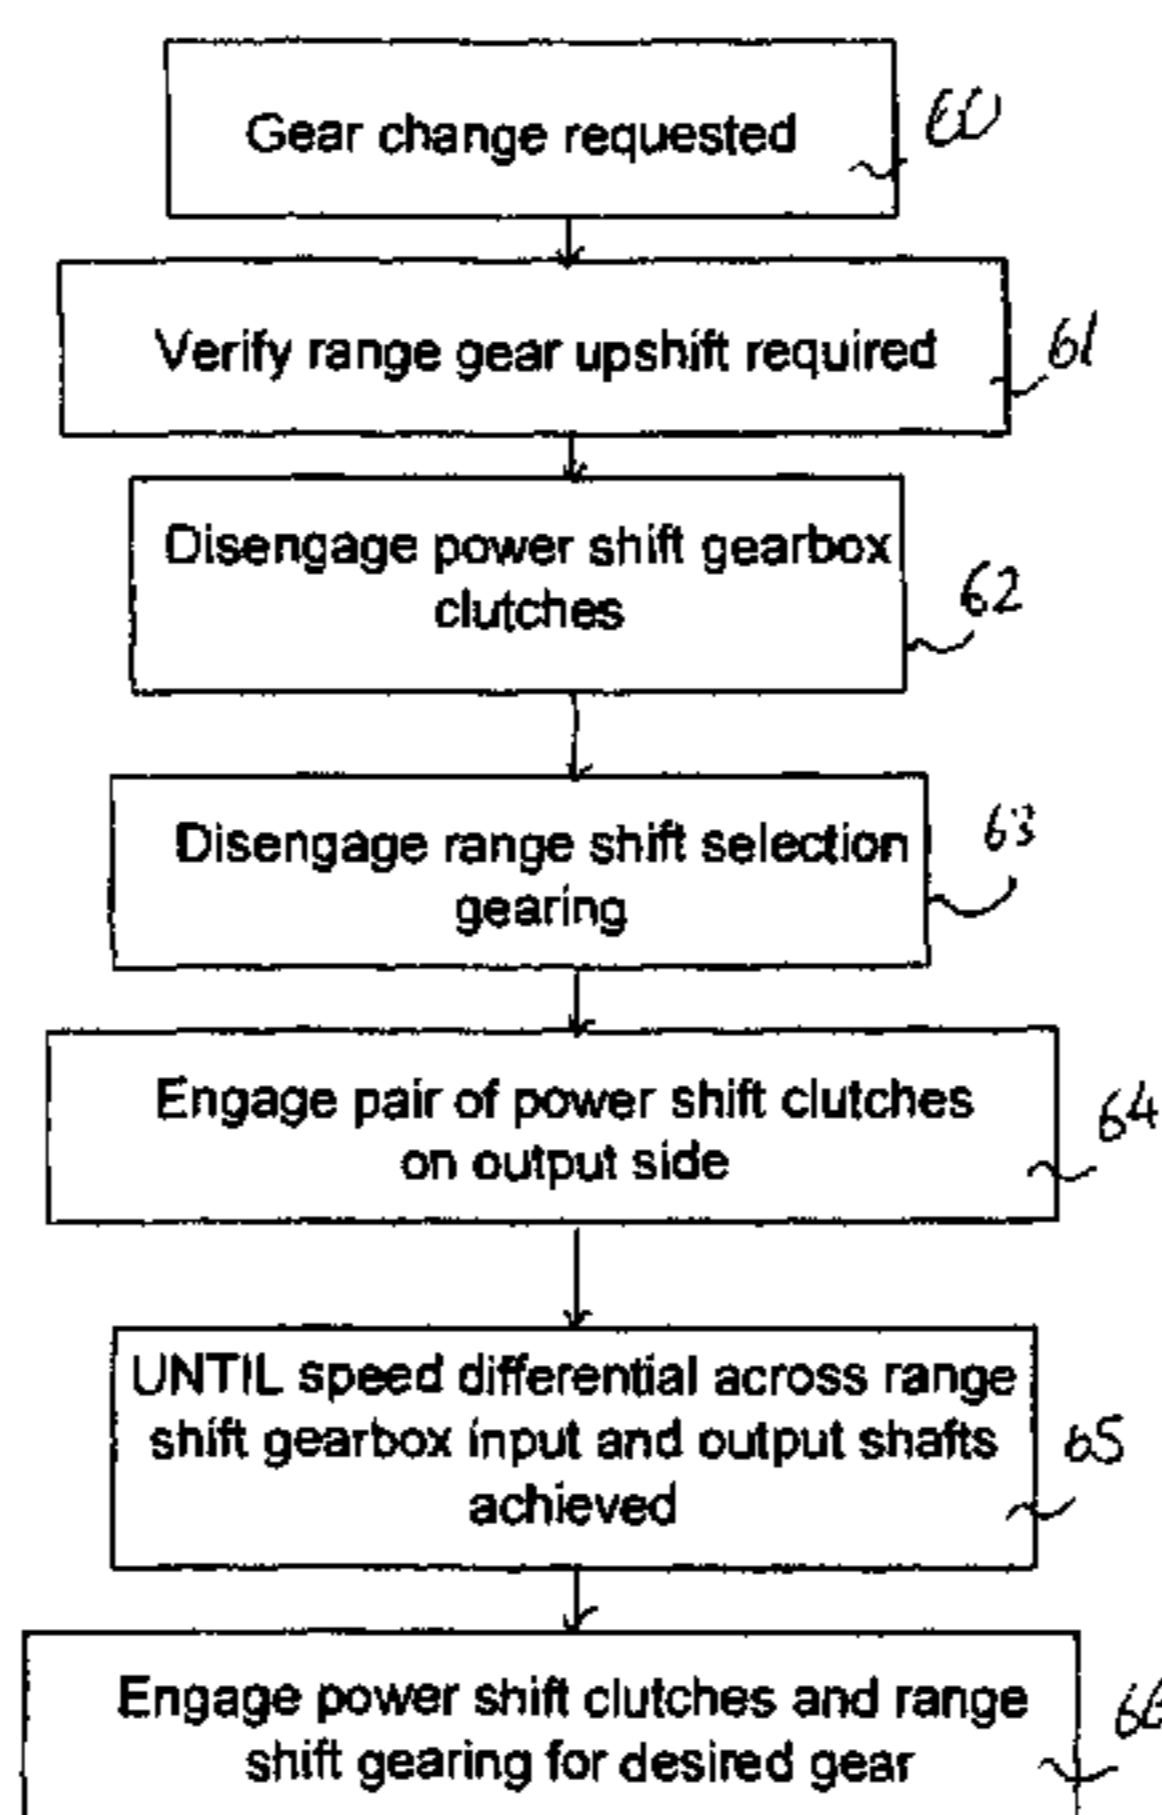 Gear change requested
60
Verify range gear upshift required
61
Disengage power shift gearbox
clutches
62
Disengage range shift selection
gearing
63
Engage pair of power shift clutches
on output side
64
UNTIL speed differential across range
shift gearbox input and output shafts
achieved
65
Engage power shift clutches and range
shift gearing for desired gear
66